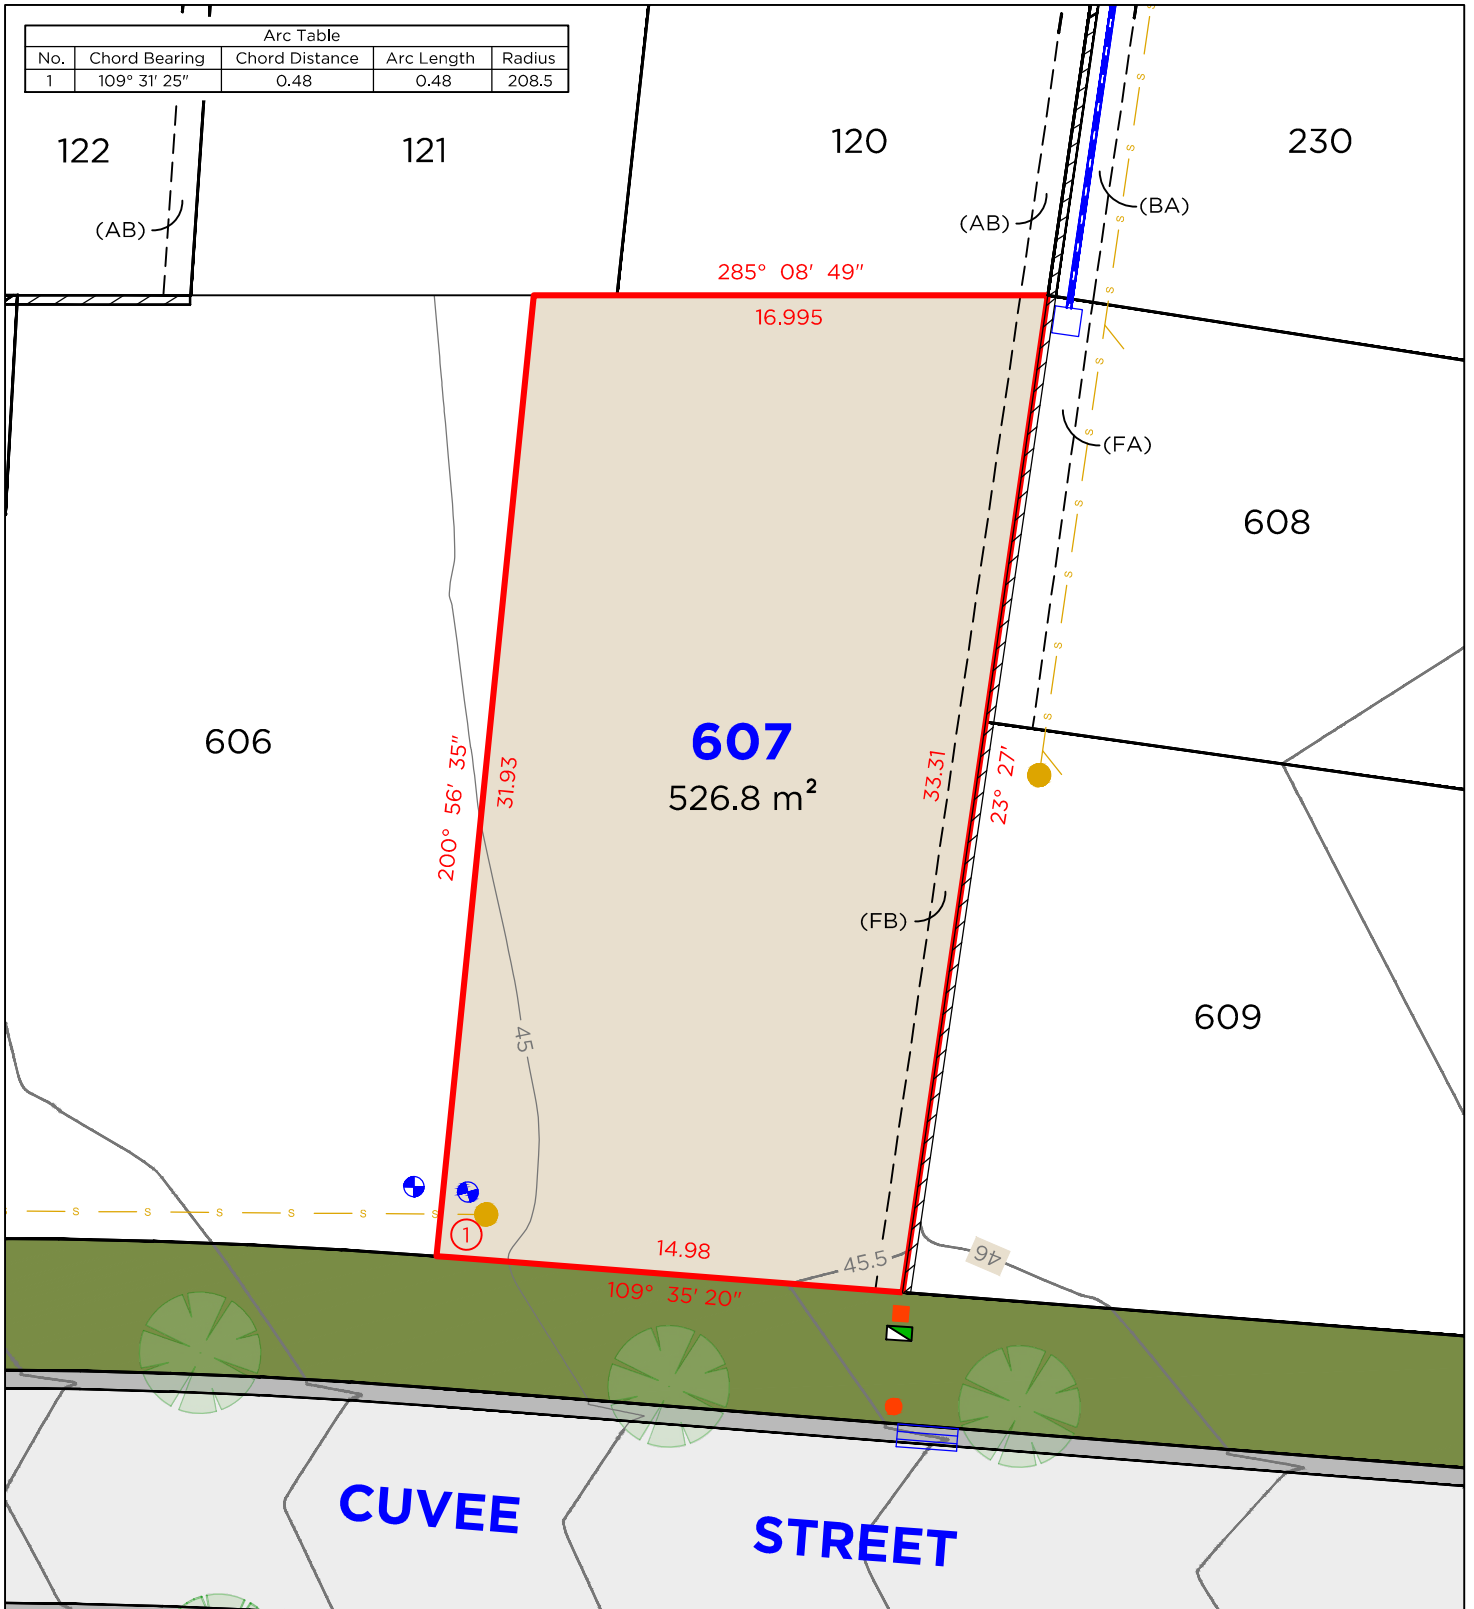 Arc Table
No. Chord Bearing Chord Distance Arc Length Radius
1 109° 31' 25" 0.48 0.48 208.5
122
121
120
230
(AB)
(AB)
(BA)
285° 08' 49"
16.995
(FA)
608
606
607
526.8 m²
200° 56' 35"
31.93
33.31
23° 27'
(FB)
609
45
s s s s s s s
1
14.98
109° 35' 20"
45.5
46
s s s s s s s s s s
CUVEE STREET